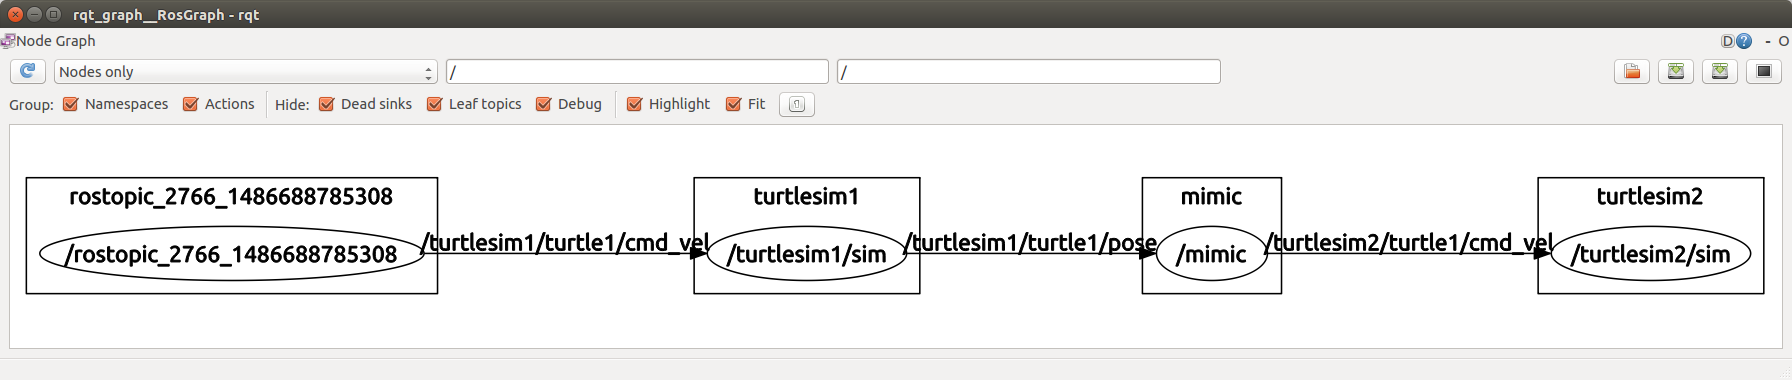 rqt_graph__RosGraph - rqt
Node Graph D ? - O
Nodes only / /
Group: Namespaces Actions Hide: Dead sinks Leaf topics Debug Highlight Fit
rostopic_2766_1486688785308 turtlesim1 mimic turtlesim2
/turtlesim1/turtle1/cmd_vel /turtlesim1/turtle1/pose /turtlesim2/turtle1/cmd_vel
/rostopic_2766_1486688785308 /turtlesim1/sim /mimic /turtlesim2/sim